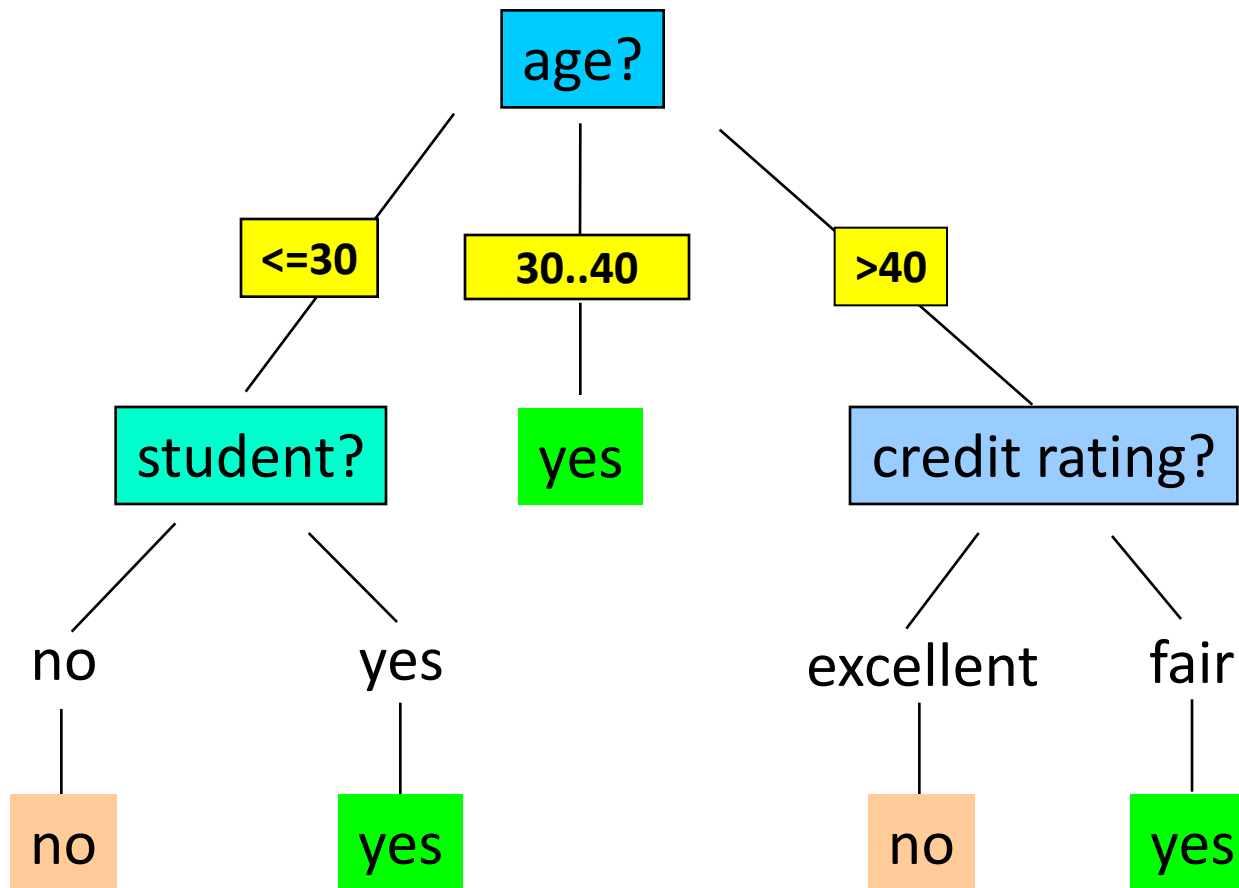 age?
<=30
30..40
>40
student?
yes
credit rating?
no
yes
excellent
fair
no
yes
no
yes